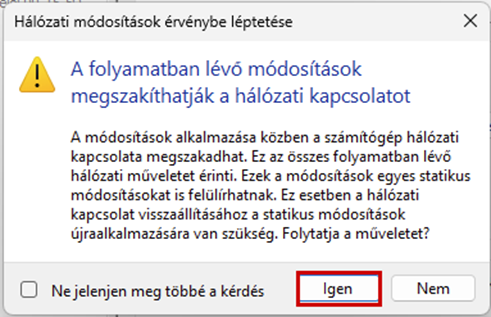 Hálózati módosítások érvénybe léptetése
A folyamatban lévő módosítások
megszakíthatják a hálózati kapcsolatot
A módosítások alkalmazása közben a számítógép hálózati
kapcsolata megszakadhat. Ez az összes folyamatban lévő
hálózati műveletet érinti. Ezek a módosítások egyes statikus
módosításokat is felülírhatnak. Ez esetben a hálózati
kapcsolat visszaállításához a statikus módosítások
újraalkalmazására van szükség. Folytatja a műveletet?
Ne jelenjen meg többé a kérdés
Igen
Nem